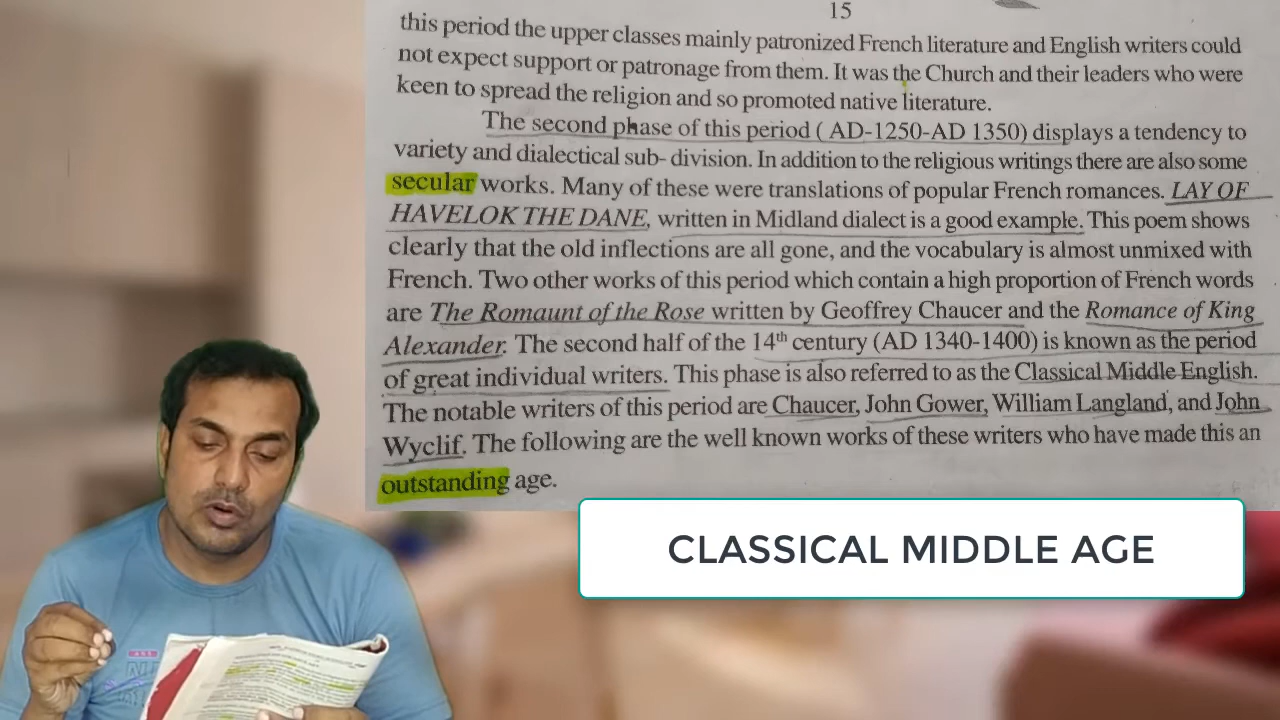 15
this period the upper classes mainly patronized French literature and English writers could
not expect support or patronage from them. It was the Church and their leaders who were
keen to spread the religion and so promoted native literature.
The second phase of this period ( AD-1250-AD 1350) displays a tendency to
variety and dialectical sub- division. In addition to the religious writings there are also some
secular works. Many of these were translations of popular French romances. LAY OF
HAVELOK THE DANE, written in Midland dialect is a good example. This poem shows
clearly that the old inflections are all gone, and the vocabulary is almost unmixed with
French. Two other works of this period which contain a high proportion of French words
are The Romaunt of the Rose written by Geoffrey Chaucer and the Romance of King
Alexander. The second half of the 14th century (AD 1340-1400) is known as the period
of great individual writers. This phase is also referred to as the Classical Middle English.
The notable writers of this period are Chaucer, John Gower, William Langland, and John
Wyclif. The following are the well known works of these writers who have made this an
outstanding age.
CLASSICAL MIDDLE AGE